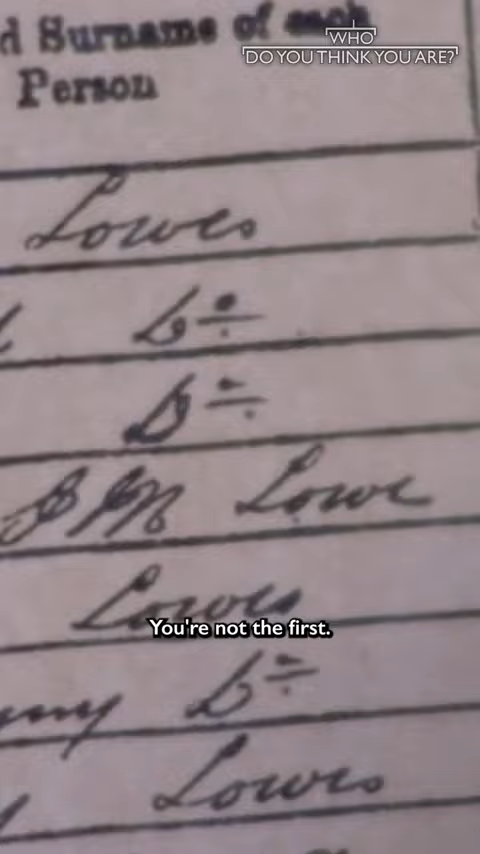 d Surname of each
Person
WHO
DO YOU THINK YOU ARE?
Lowes
Do
Do
Lowe
Lowes
You're not the first.
my Do
Lowes